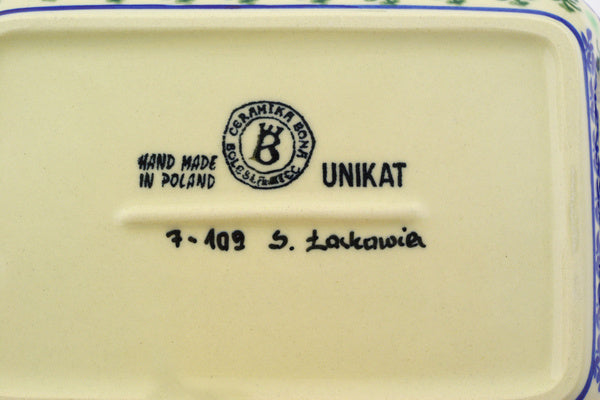 CERAMIKA BONA
BOLESŁAWIEC
B
HAND MADE
IN POLAND
UNIKAT
7-109 S.